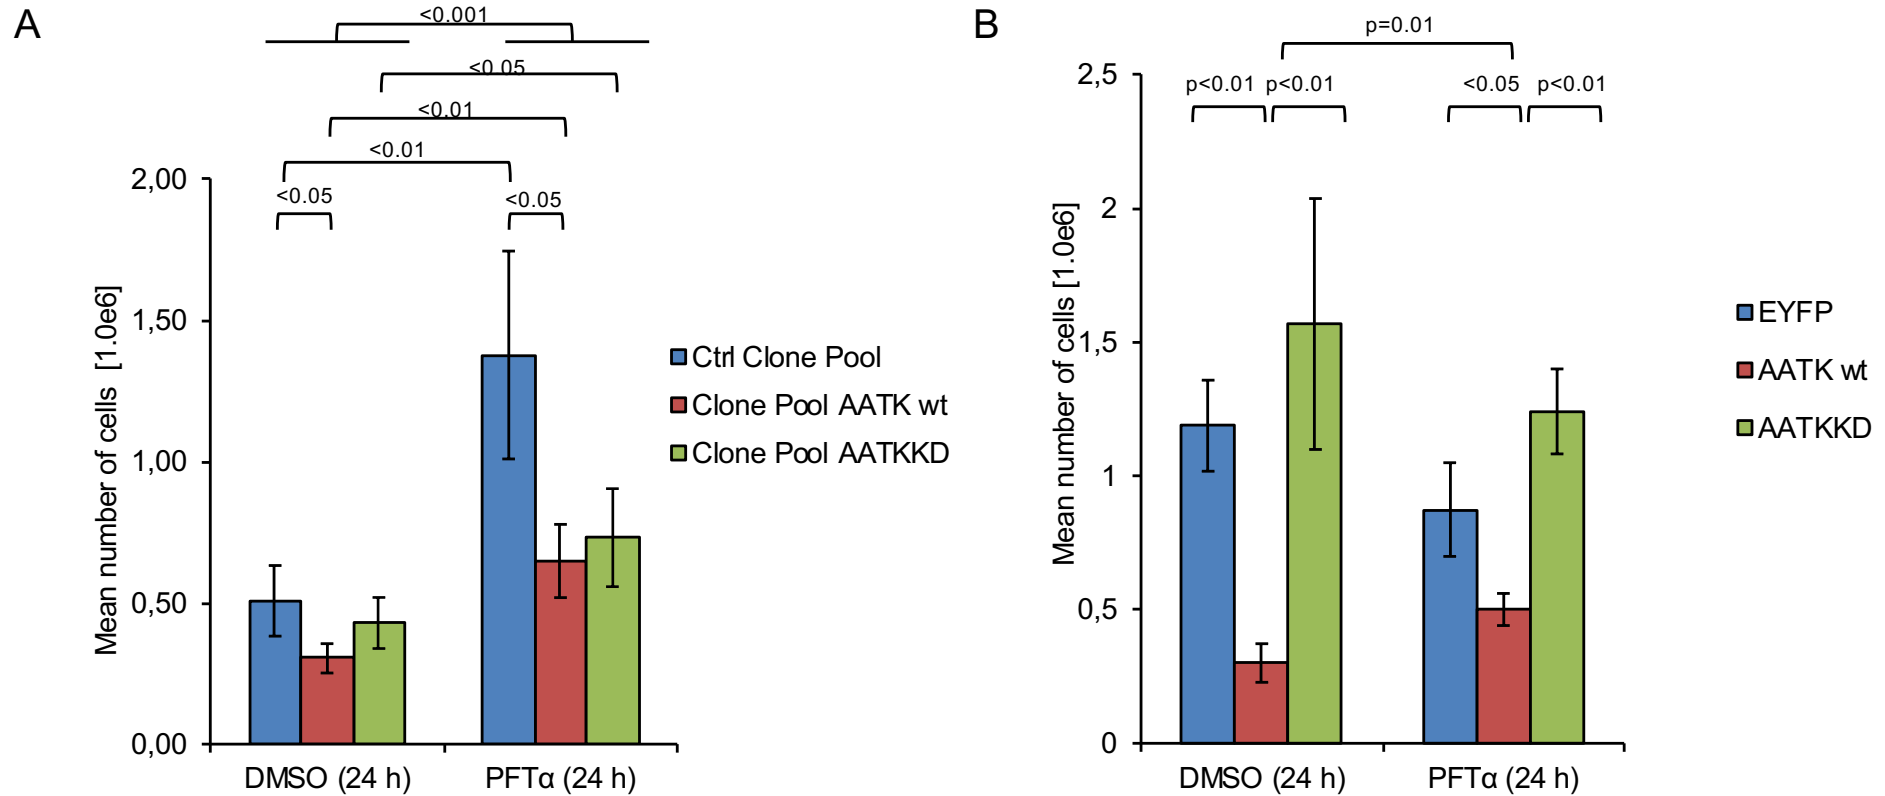 A
<0.001
<0.05
<0.01
<0.01
<0.05
<0.05
2,00
1,50
1,00
0,50
0,00
Mean number of cells [1.0e6]
DMSO (24 h)
PFTα (24 h)
Ctrl Clone Pool
Clone Pool AATK wt
Clone Pool AATKKD
B
p=0.01
p<0.01
p<0.01
<0.05
p<0.01
2,5
2
1,5
1
0,5
0
Mean number of cells [1.0e6]
DMSO (24 h)
PFTα (24 h)
EYFP
AATK wt
AATKKD